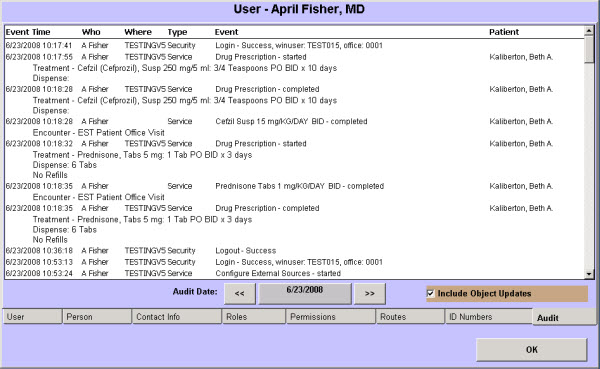 User - April Fisher, MD
Event Time Who Where Type Event Patient
6/23/2008 10:17:41 A Fisher TESTINGV5 Security Login - Success, winuser: TEST015, office: 0001
6/23/2008 10:17:55 A Fisher TESTINGV5 Service Drug Prescription - started Kaliberton, Beth A.
Treatment - Cefzil (Cefprozil), Susp 250 mg/5 ml: 3/4 Teaspoons PO BID x 10 days
Dispense:
6/23/2008 10:18:28 A Fisher TESTINGV5 Service Drug Prescription - completed Kaliberton, Beth A.
Treatment - Cefzil (Cefprozil), Susp 250 mg/5 ml: 3/4 Teaspoons PO BID x 10 days
Dispense:
6/23/2008 10:18:28 A Fisher Service Cefzil Susp 15 mg/KG/DAY BID - completed Kaliberton, Beth A.
Encounter - EST Patient Office Visit
6/23/2008 10:18:32 A Fisher TESTINGV5 Service Drug Prescription - started Kaliberton, Beth A.
Treatment - Prednisone, Tabs 5 mg: 1 Tab PO BID x 3 days
Dispense: 6 Tabs
No Refills
6/23/2008 10:18:35 A Fisher Service Prednisone Tabs 1 mg/KG/DAY BID - completed Kaliberton, Beth A.
Encounter - EST Patient Office Visit
6/23/2008 10:18:35 A Fisher TESTINGV5 Service Drug Prescription - completed Kaliberton, Beth A.
Treatment - Prednisone, Tabs 5 mg: 1 Tab PO BID x 3 days
Dispense: 6 Tabs
No Refills
6/23/2008 10:36:18 A Fisher TESTINGV5 Security Logout - Success
6/23/2008 10:53:13 A Fisher TESTINGV5 Security Login - Success, winuser: TEST015, office: 0001
6/23/2008 10:53:24 A Fisher TESTINGV5 Service Configure External Sources - started
Audit Date: << 6/23/2008 >> Include Object Updates
User Person Contact Info Roles Permissions Routes ID Numbers Audit
OK